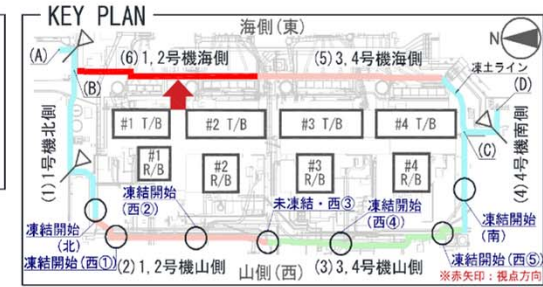 KEY PLAN
海側(東)
N
(A)
(6)1,2号機海側
(5)3,4号機海側
凍土ライン
(D)
(B)
#1 T/B
#2 T/B
#3 T/B
#4 T/B
(C)
(1)1号機北側
(4)4号機南側
#1
R/B
#2
R/B
#3
R/B
#4
R/B
凍結開始
(西②)
未凍結・西③
凍結開始
(西④)
凍結開始
(北)
凍結開始
(南)
凍結開始(西①)
凍結開始(西⑤)
(2)1,2号機山側
山側(西)
(3)3,4号機山側
※赤矢印:視点方向